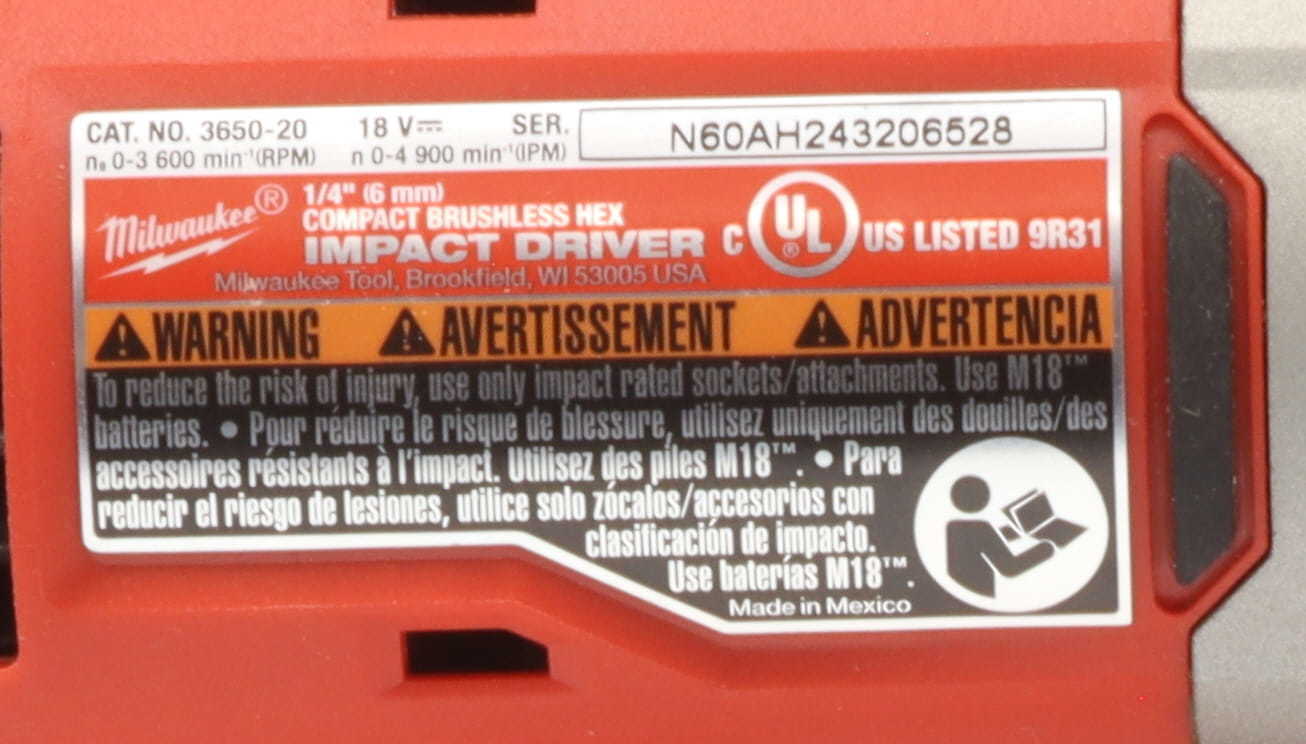 CAT. NO. 3650-20 18 V⎓ SER. N60AH243206528
n₀ 0-3 600 min⁻¹(RPM) n 0-4 900 min⁻¹(IPM)
Milwaukee® 1/4" (6 mm)
COMPACT BRUSHLESS HEX
IMPACT DRIVER
Milwaukee Tool, Brookfield, WI 53005 USA
C UL® US LISTED 9R31
WARNING AVERTISSEMENT ADVERTENCIA
To reduce the risk of injury, use only impact rated sockets/attachments. Use M18™
batteries. • Pour réduire le risque de blessure, utilisez uniquement des douilles/des
accessoires résistants à l'impact. Utilisez des piles M18™. • Para
reducir el riesgo de lesiones, utilice solo zócalos/accesorios con
clasificación de impacto.
Use baterías M18™.
Made in Mexico